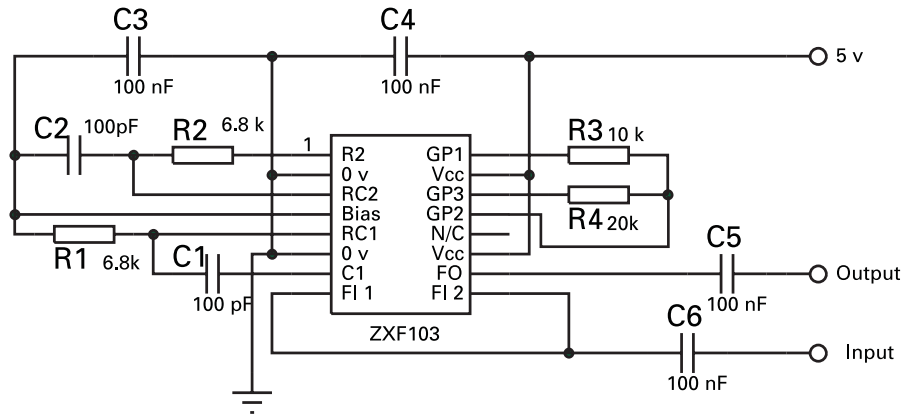 C3
C4
100 nF
100 nF
5 v
C2
100pF
R2
6.8 k
R3
10 k
1
R2
GP1
0 v
Vcc
RC2
GP3
Bias
GP2
RC1
N/C
0 v
Vcc
C1
FO
FI 1
FI 2
R4
20k
R1
6.8k
C1
100 pF
C5
100 nF
Output
ZXF103
C6
100 nF
Input